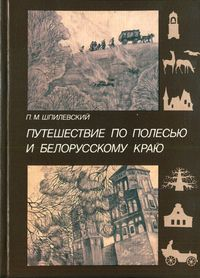 П. М. ШПИЛЕВСКИЙ
ПУТЕШЕСТВИЕ ПО ПОЛЕСЬЮ
И БЕЛОРУССКОМУ КРАЮ